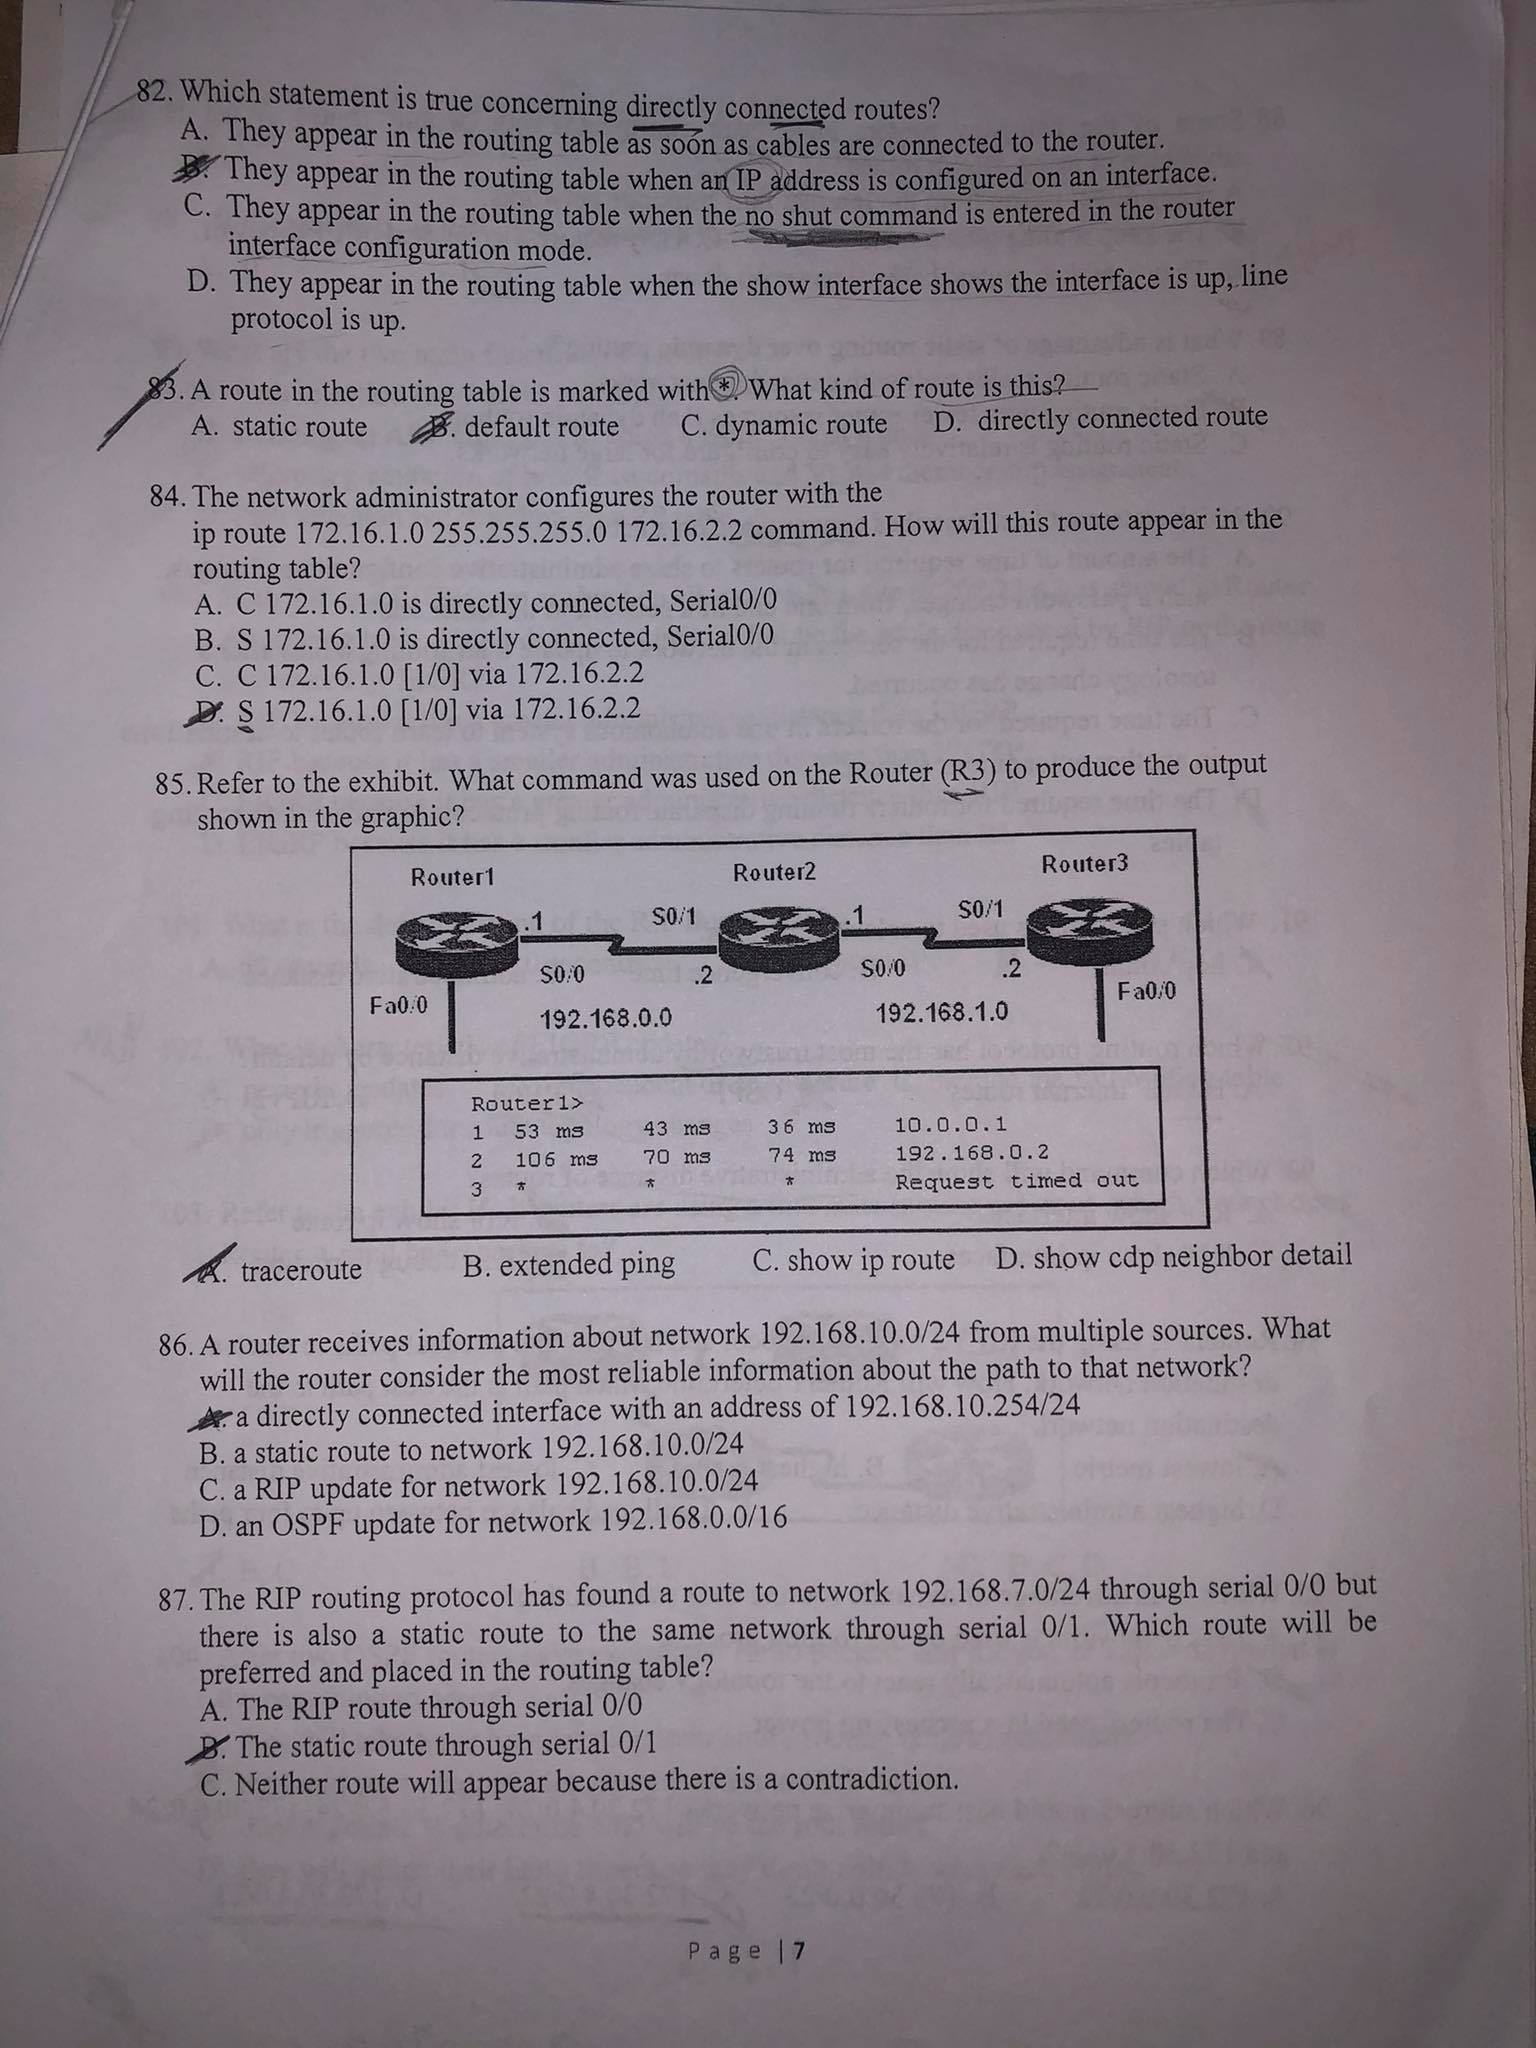 82. Which statement is true concerning directly connected routes?
A. They appear in the routing table as soon as cables are connected to the router.
B. They appear in the routing table when an IP address is configured on an interface.
C. They appear in the routing table when the no shut command is entered in the router
interface configuration mode.
D. They appear in the routing table when the show interface shows the interface is up, line
protocol is up.
83. A route in the routing table is marked with *. What kind of route is this?
A. static route B. default route C. dynamic route D. directly connected route
84. The network administrator configures the router with the
ip route 172.16.1.0 255.255.255.0 172.16.2.2 command. How will this route appear in the
routing table?
A. C 172.16.1.0 is directly connected, Serial0/0
B. S 172.16.1.0 is directly connected, Serial0/0
C. C 172.16.1.0 [1/0] via 172.16.2.2
D. S 172.16.1.0 [1/0] via 172.16.2.2
85. Refer to the exhibit. What command was used on the Router (R3) to produce the output
shown in the graphic?
Router1 Router2 Router3
.1 S0/1 .1 S0/1
S0/0 .2 S0/0 .2
Fa0/0 Fa0/0
192.168.0.0 192.168.1.0
Router1>
1 53 ms 43 ms 36 ms 10.0.0.1
2 106 ms 70 ms 74 ms 192.168.0.2
3 * * * Request timed out
A. traceroute B. extended ping C. show ip route D. show cdp neighbor detail
86. A router receives information about network 192.168.10.0/24 from multiple sources. What
will the router consider the most reliable information about the path to that network?
A. a directly connected interface with an address of 192.168.10.254/24
B. a static route to network 192.168.10.0/24
C. a RIP update for network 192.168.10.0/24
D. an OSPF update for network 192.168.0.0/16
87. The RIP routing protocol has found a route to network 192.168.7.0/24 through serial 0/0 but
there is also a static route to the same network through serial 0/1. Which route will be
preferred and placed in the routing table?
A. The RIP route through serial 0/0
B. The static route through serial 0/1
C. Neither route will appear because there is a contradiction.
Page |7